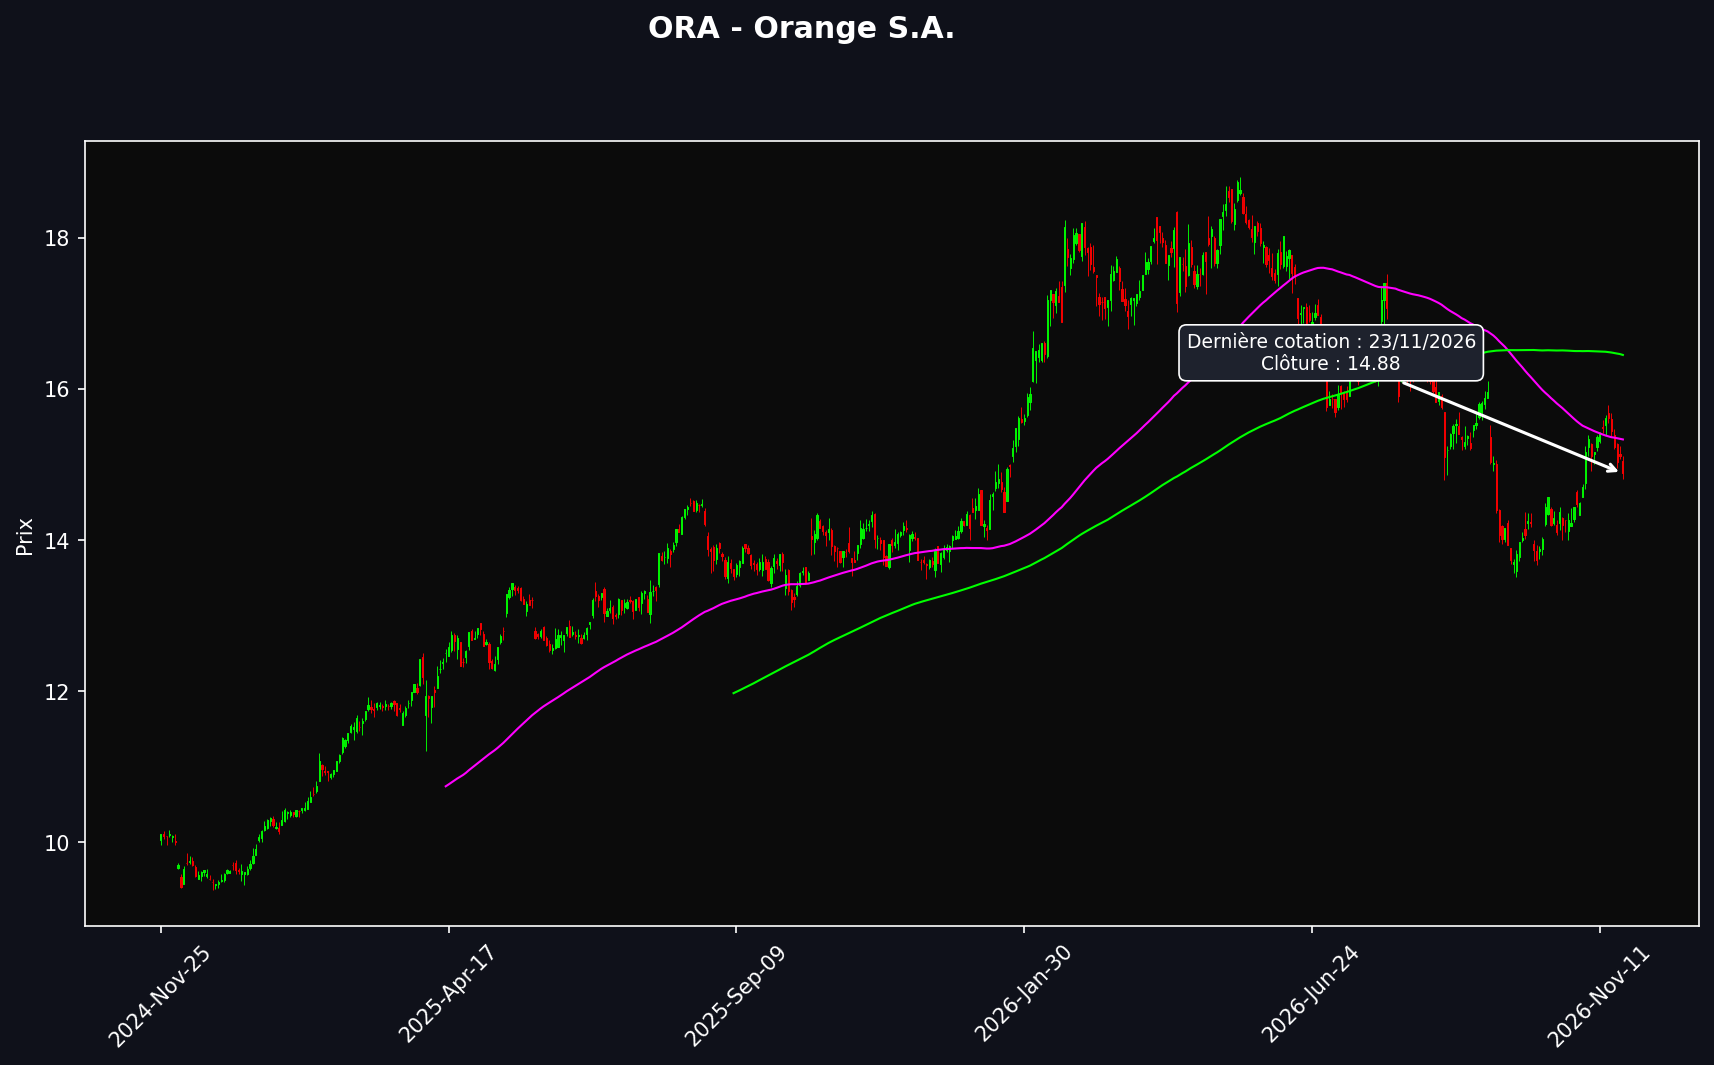 ORA - Orange S.A.
Prix
18
16
14
12
10
Dernière cotation : 23/11/2026
Clôture : 14.88
2024-Nov-25
2025-Apr-17
2025-Sep-09
2026-Jan-30
2026-Jun-24
2026-Nov-11